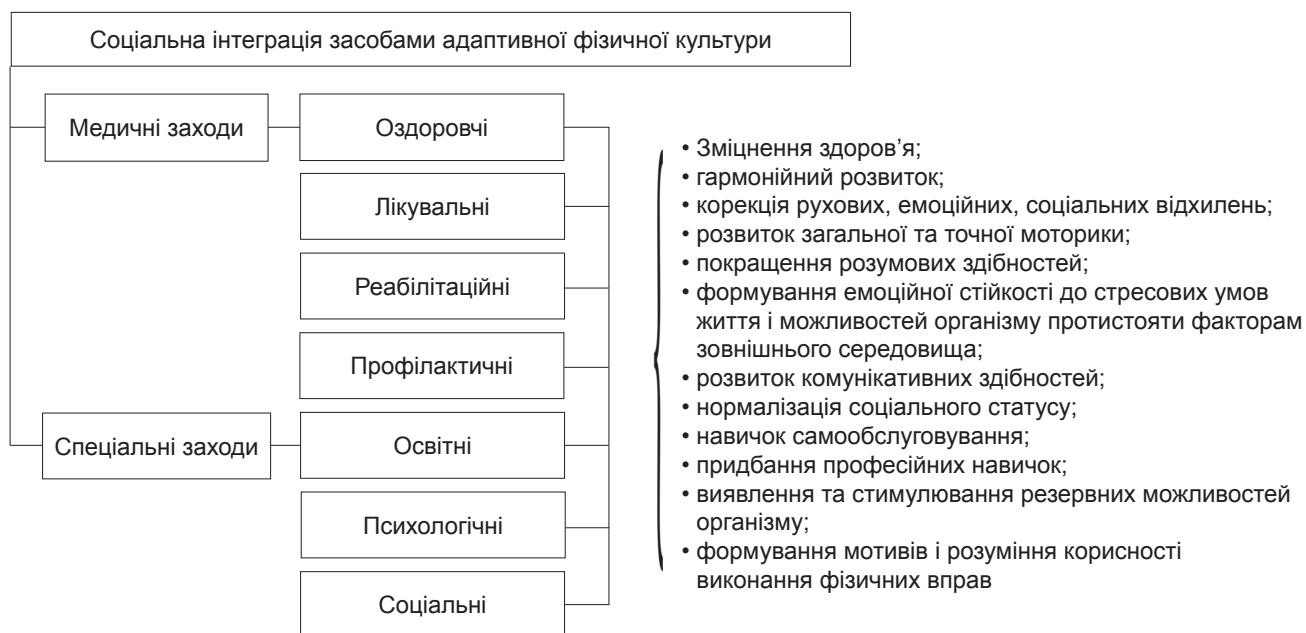 Соціальна інтеграція засобами адаптивної фізичної культури
Медичні заходи
Оздоровчі
Лікувальні
Реабілітаційні
Профілактичні
Спеціальні заходи
Освітні
Психологічні
Соціальні
• Зміцнення здоров’я;
• гармонійний розвиток;
• корекція рухових, емоційних, соціальних відхилень;
• розвиток загальної та точної моторики;
• покращення розумових здібностей;
• формування емоційної стійкості до стресових умов
життя і можливостей організму протистояти факторам
зовнішнього середовища;
• розвиток комунікативних здібностей;
• нормалізація соціального статусу;
• навичок самообслуговування;
• придбання професійних навичок;
• виявлення та стимулювання резервних можливостей
організму;
• формування мотивів і розуміння корисності
виконання фізичних вправ